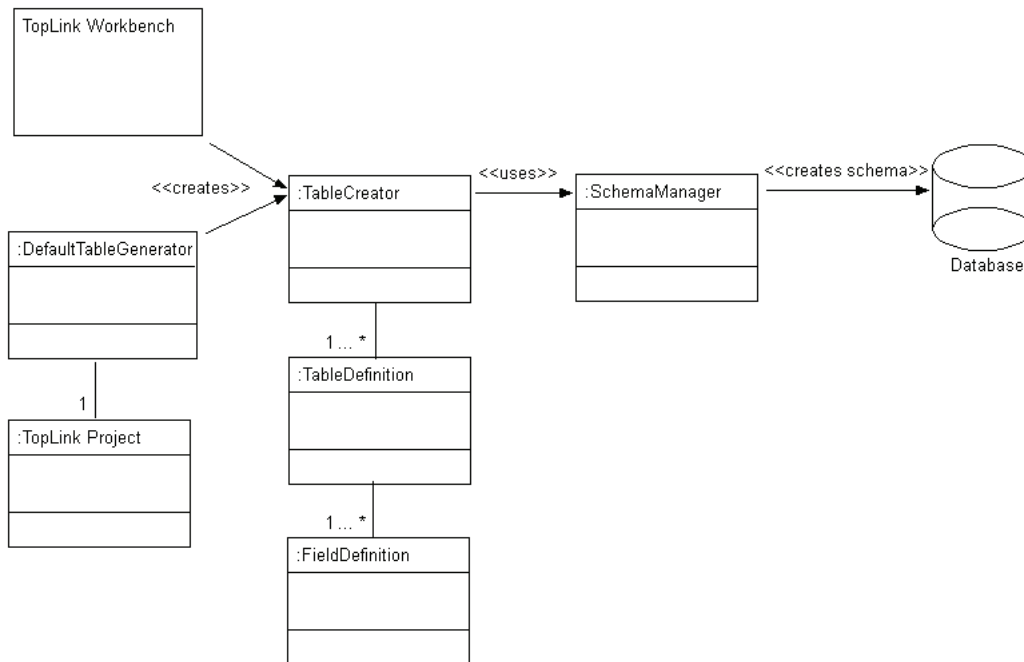 TopLink Workbench
<<creates>>
:TableCreator
<<uses>>
:SchemaManager
<<creates schema>>
Database
:DefaultTableGenerator
1
:TopLink Project
1 ... *
:TableDefinition
1 ... *
:FieldDefinition